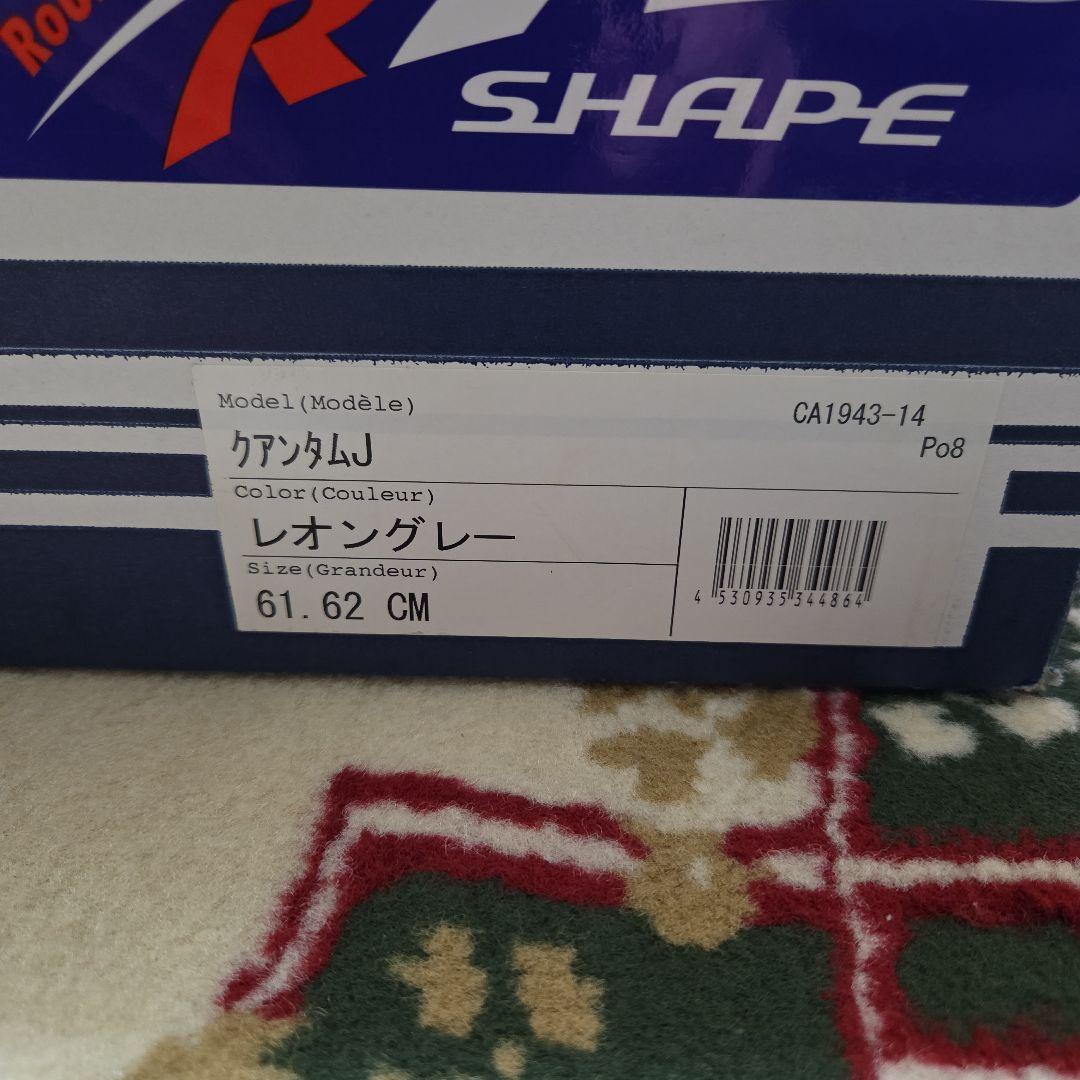 R
SHAPE
Model(Modèle)
CA1943-14
ｸｱﾝﾀﾑJ
Po8
Color(Couleur)
レオングレー
Size(Grandeur)
61.62 CM
4 530935 344864